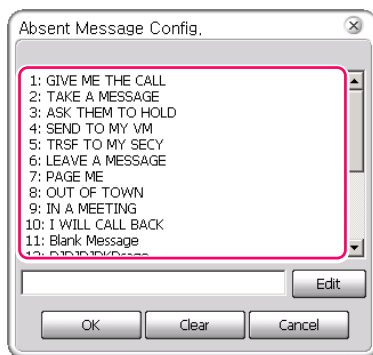 Absent Message Config,
1: GIVE ME THE CALL
2: TAKE A MESSAGE
3: ASK THEM TO HOLD
4: SEND TO MY VM
5: TRSF TO MY SECY
6: LEAVE A MESSAGE
7: PAGE ME
8: OUT OF TOWN
9: IN A MEETING
10: I WILL CALL BACK
11: Blank Message
Edit
OK Clear Cancel